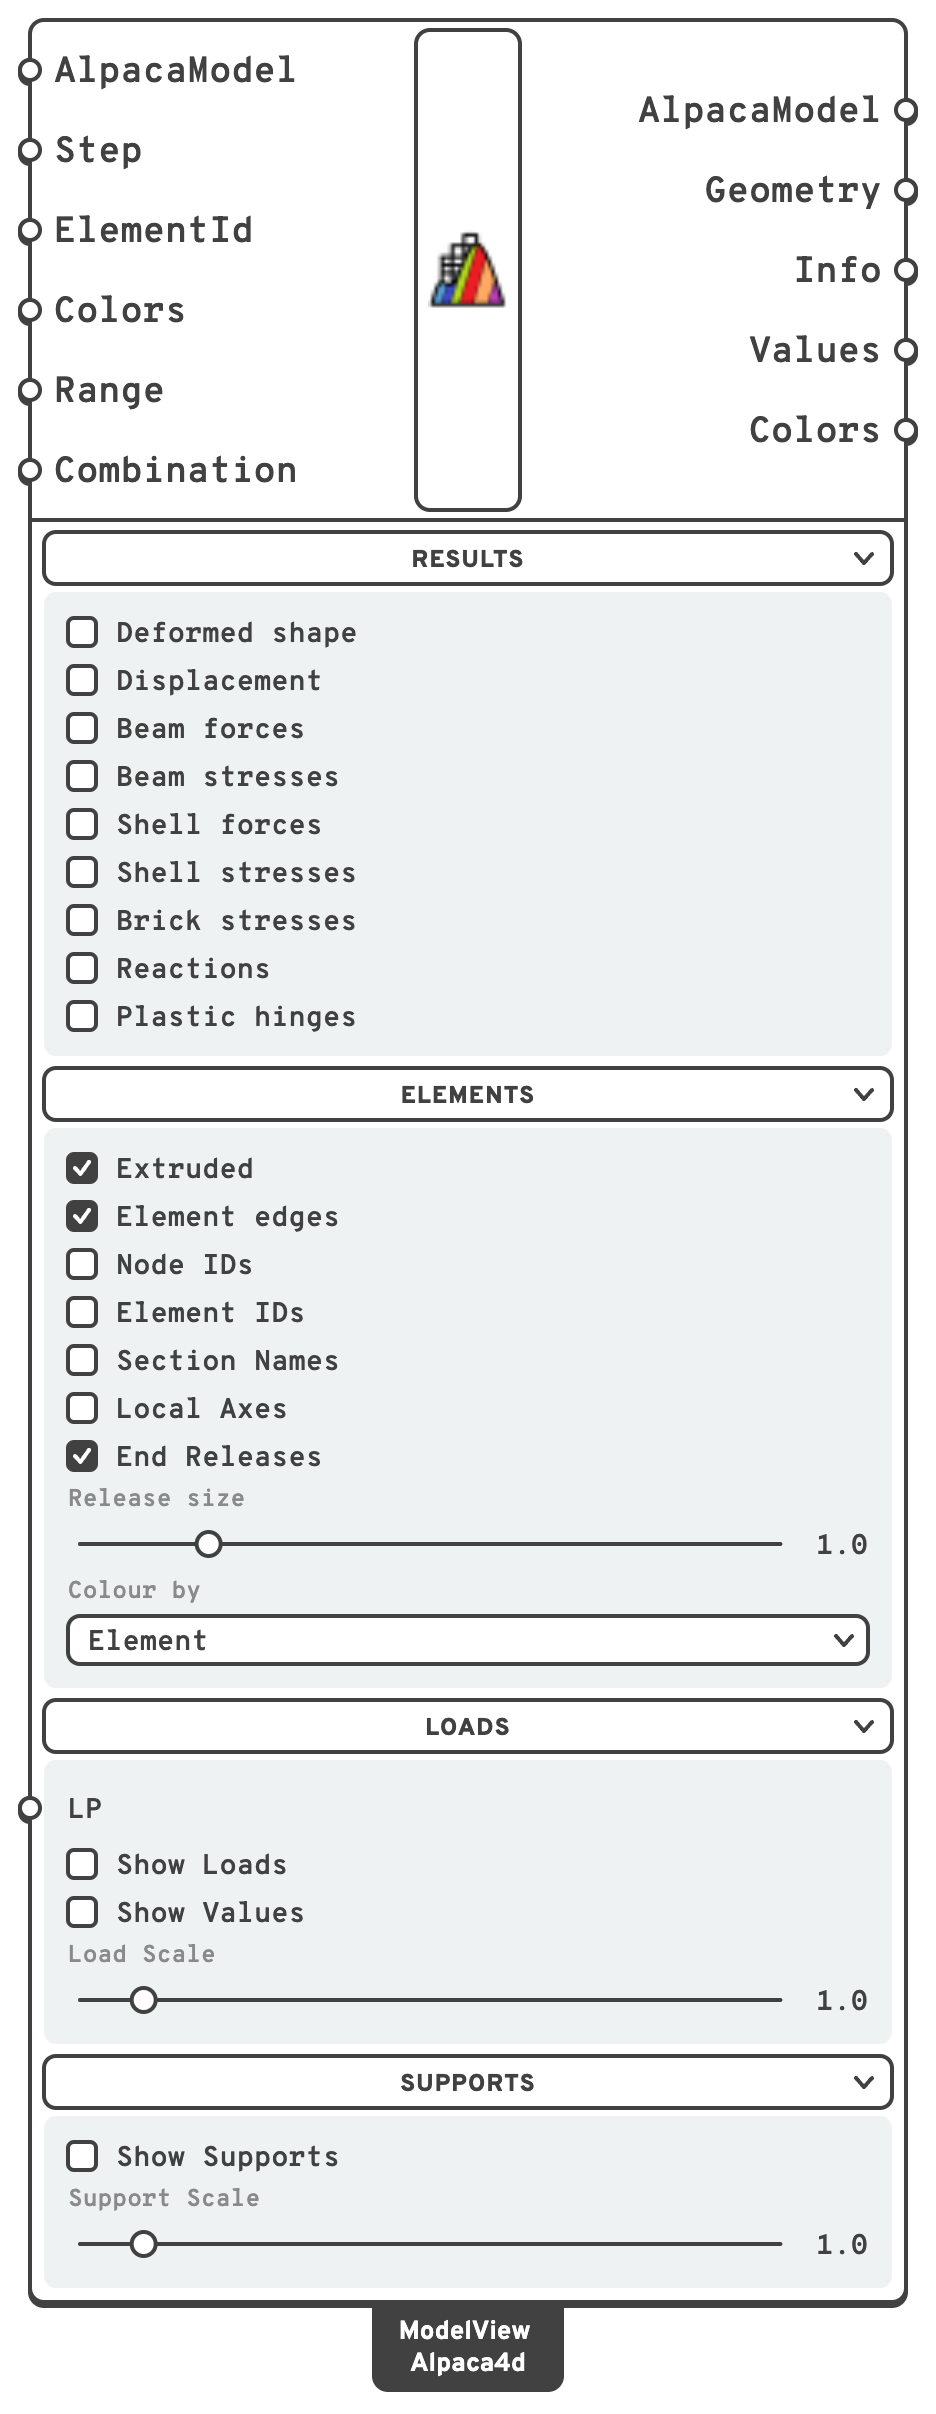 AlpacaModel
Step
ElementId
Colors
Range
Combination
AlpacaModel
Geometry
Info
Values
Colors
RESULTS
Deformed shape
Displacement
Beam forces
Beam stresses
Shell forces
Shell stresses
Brick stresses
Reactions
Plastic hinges
ELEMENTS
Extruded
Element edges
Node IDs
Element IDs
Section Names
Local Axes
End Releases
Release size
1.0
Colour by
Element
LOADS
LP
Show Loads
Show Values
Load Scale
1.0
SUPPORTS
Show Supports
Support Scale
1.0
ModelView
Alpaca4d